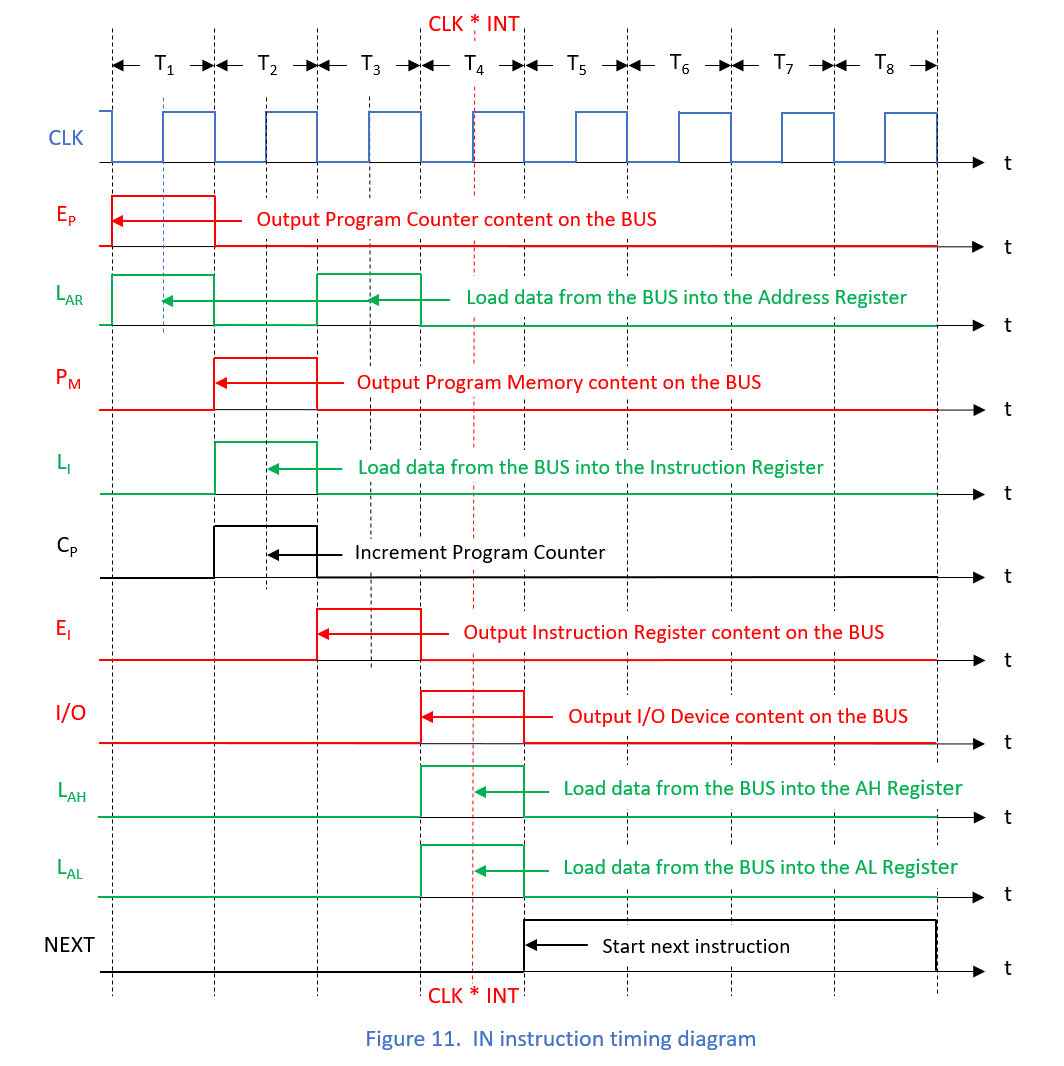 CLK * INT
T1 T2 T3 T4 T5 T6 T7 T8
CLK t
EP Output Program Counter content on the BUS t
LAR Load data from the BUS into the Address Register t
PM Output Program Memory content on the BUS t
LI Load data from the BUS into the Instruction Register t
CP Increment Program Counter t
EI Output Instruction Register content on the BUS t
I/O Output I/O Device content on the BUS t
LAH Load data from the BUS into the AH Register t
LAL Load data from the BUS into the AL Register t
NEXT Start next instruction t
CLK * INT
Figure 11. IN instruction timing diagram